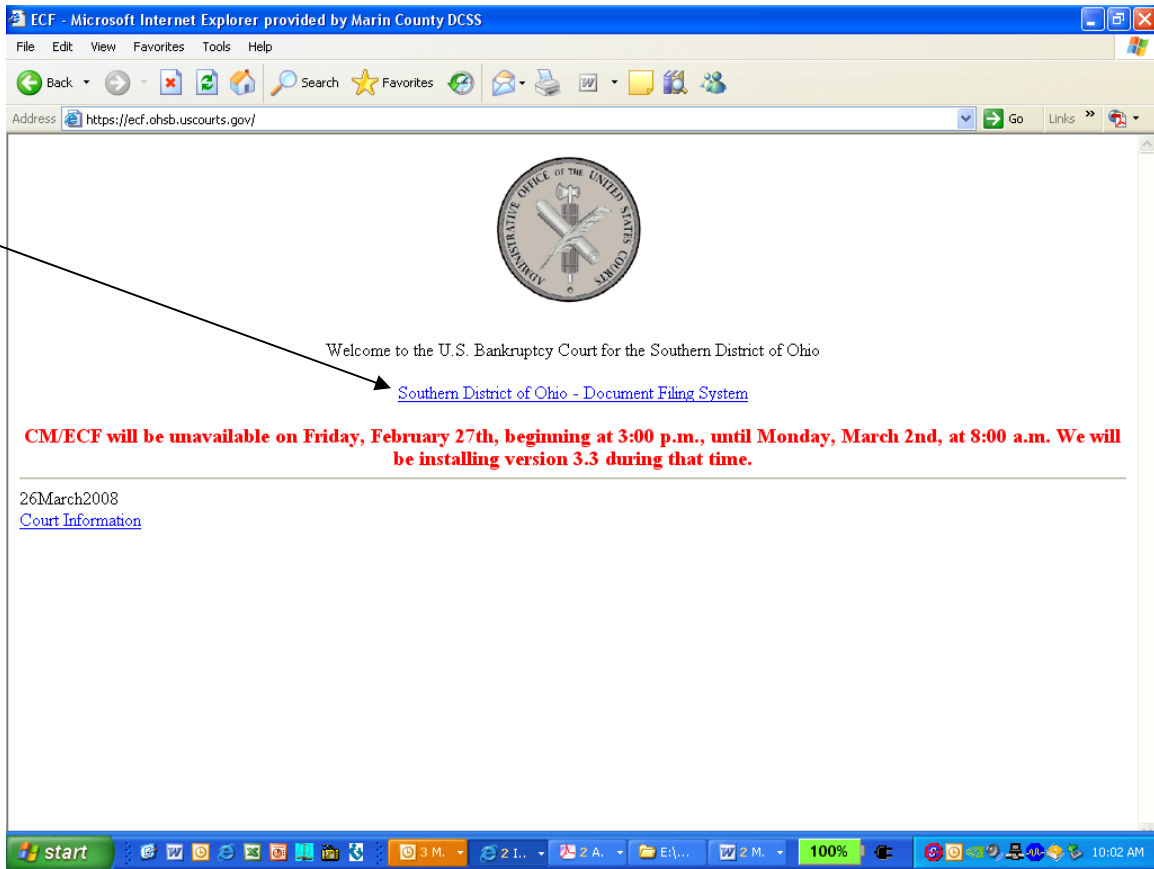 ECF - Microsoft Internet Explorer provided by Marin County DCSS
File Edit View Favorites Tools Help
Back Search Favorites
Address https://ecf.ohsb.uscourts.gov/ Go Links »
ADMINISTRATIVE OFFICE OF THE UNITED STATES COURTS
Welcome to the U.S. Bankruptcy Court for the Southern District of Ohio
Southern District of Ohio - Document Filing System
CM/ECF will be unavailable on Friday, February 27th, beginning at 3:00 p.m., until Monday, March 2nd, at 8:00 a.m. We will
be installing version 3.3 during that time.
26March2008
Court Information
start 3 M. 2 I.. 2 A. E:\... 2 M. 100% 10:02 AM